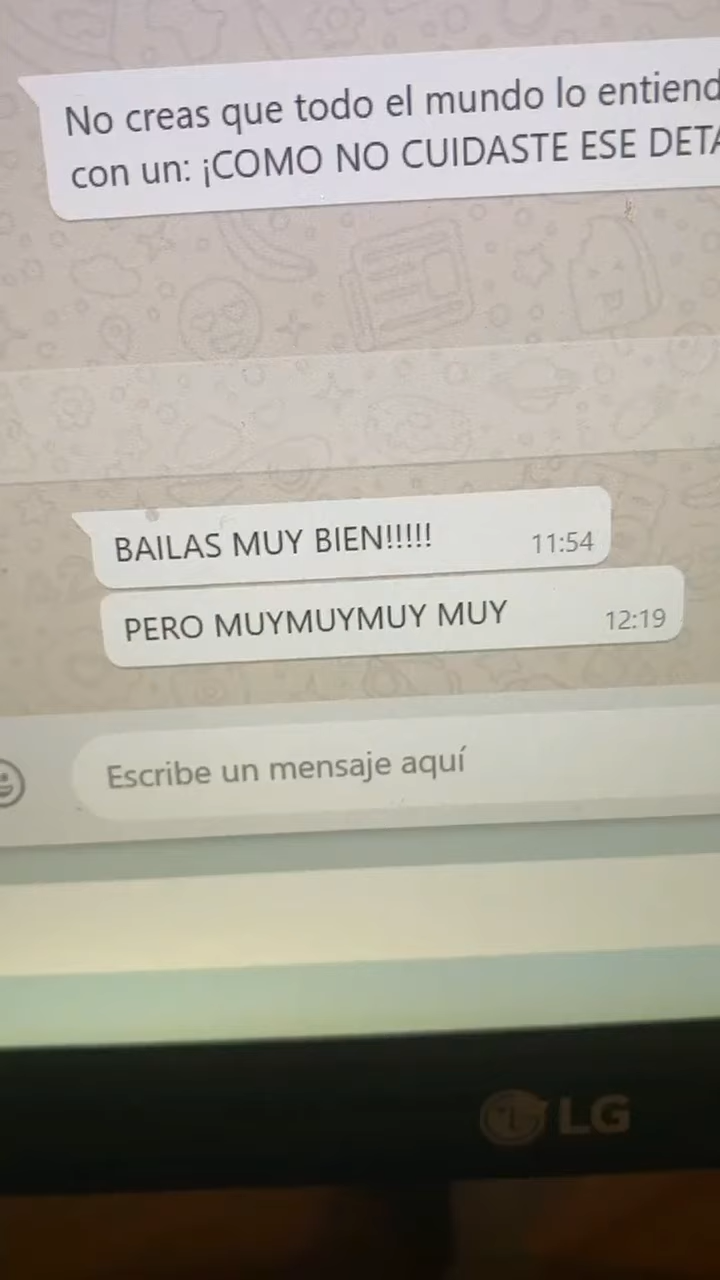 No creas que todo el mundo lo entiend
con un: ¡COMO NO CUIDASTE ESE DETA
BAILAS MUY BIEN!!!!!
11:54
PERO MUYMUYMUY MUY
12:19
Escribe un mensaje aquí
LG